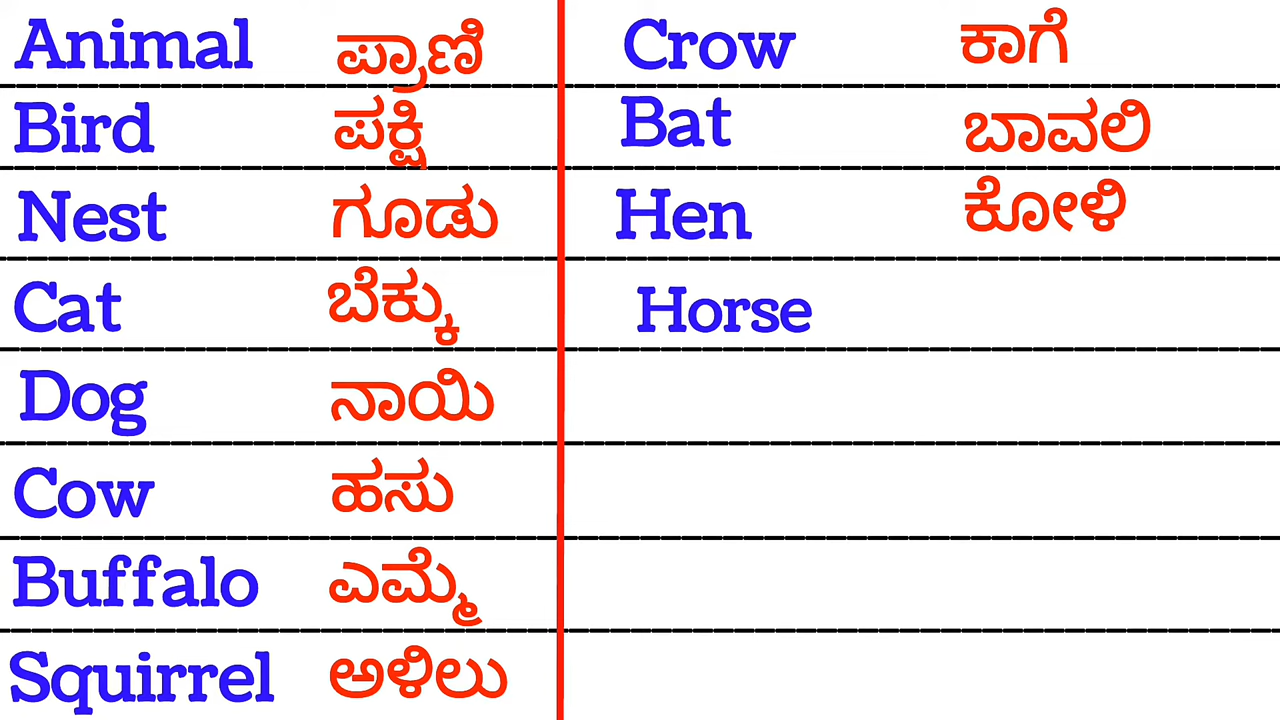 Animal ಪ್ರಾಣಿ
Bird ಪಕ್ಷಿ
Nest ಗೂಡು
Cat ಬೆಕ್ಕು
Dog ನಾಯಿ
Cow ಹಸು
Buffalo ಎಮ್ಮೆ
Squirrel ಅಳಿಲು
Crow ಕಾಗೆ
Bat ಬಾವಲಿ
Hen ಕೋಳಿ
Horse